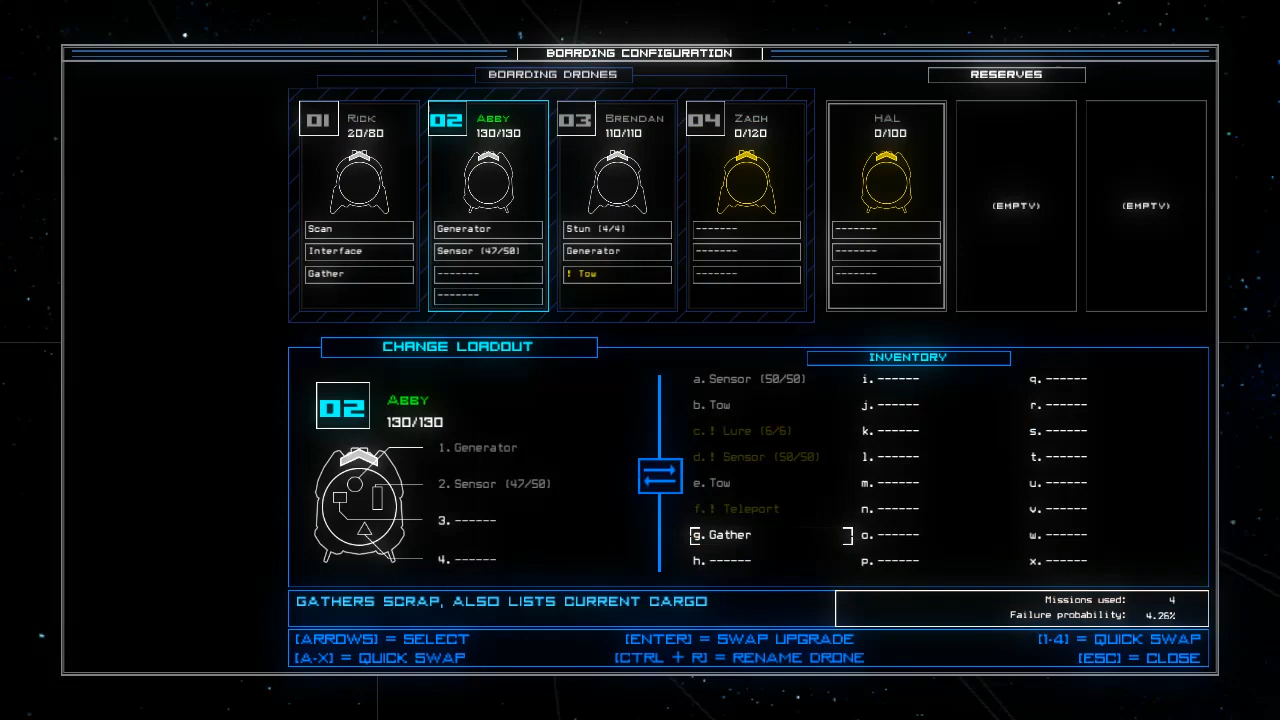 BOARDING CONFIGURATION
BOARDING DRONES
RESERVES
01 RICK 20/80
02 ABBY 130/130
03 BRENDAN 110/110
04 ZACH 0/120
HAL 0/100
(EMPTY)
(EMPTY)
Scan
Interface
Gather
Generator
Sensor (47/50)
-------
-------
Stun (4/4)
Generator
! Tow
-------
-------
-------
-------
-------
-------
CHANGE LOADOUT
INVENTORY
02 ABBY
130/130
1. Generator
2. Sensor (47/50)
3. ------
4. ------
a. Sensor (50/50)
b. Tow
c. ! Lure (6/6)
d. ! Sensor (50/50)
e. Tow
f. ! Teleport
g. Gather
h. ------
i. ------
j. ------
k. ------
l. ------
m. ------
n. ------
o. ------
p. ------
q. ------
r. ------
s. ------
t. ------
u. ------
v. ------
w. ------
x. ------
GATHERS SCRAP, ALSO LISTS CURRENT CARGO
Missions used: 4
Failure probability: 4.26%
[ARROWS] = SELECT [ENTER] = SWAP UPGRADE [1-4] = QUICK SWAP
[A-X] = QUICK SWAP [CTRL + R] = RENAME DRONE [ESC] = CLOSE